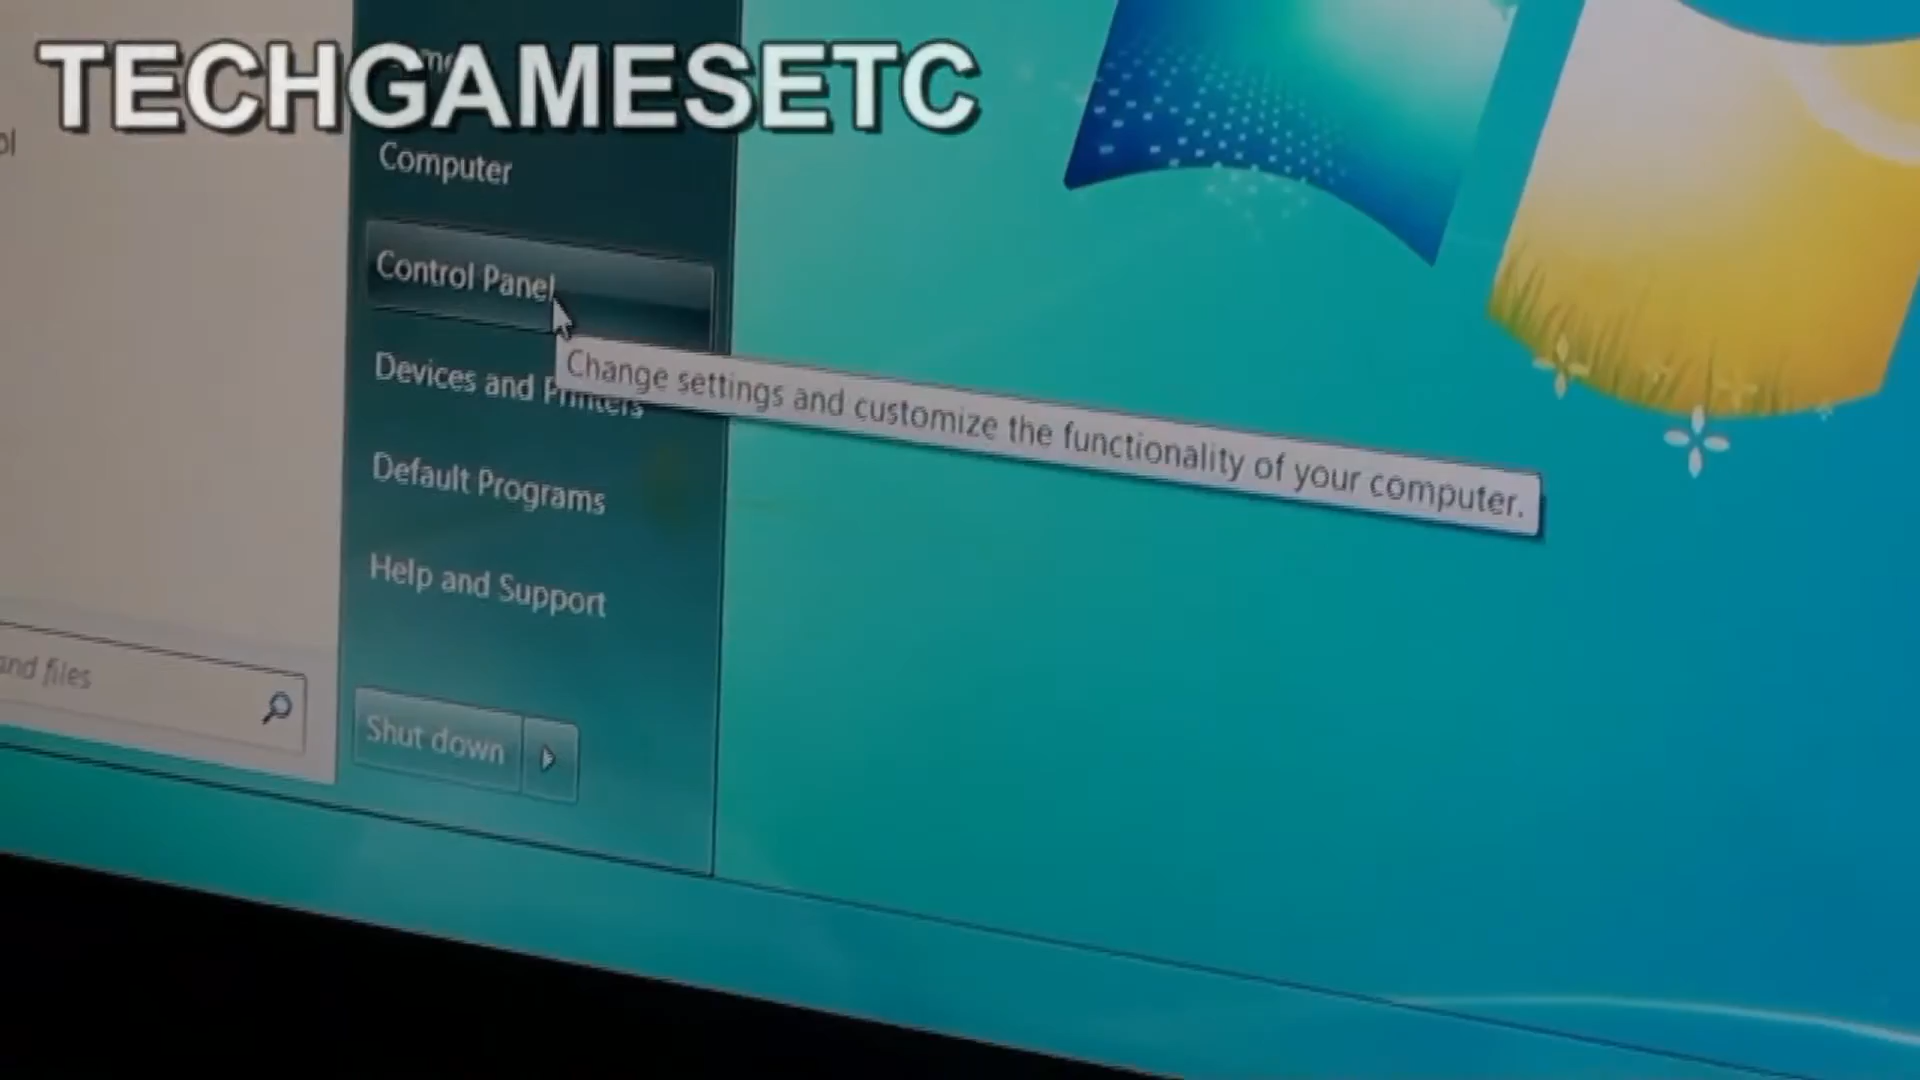 TECHGAMESETC
Computer
Control Panel
Change settings and customize the functionality of your computer.
Devices and Printers
Default Programs
Help and Support
and files
Shut down